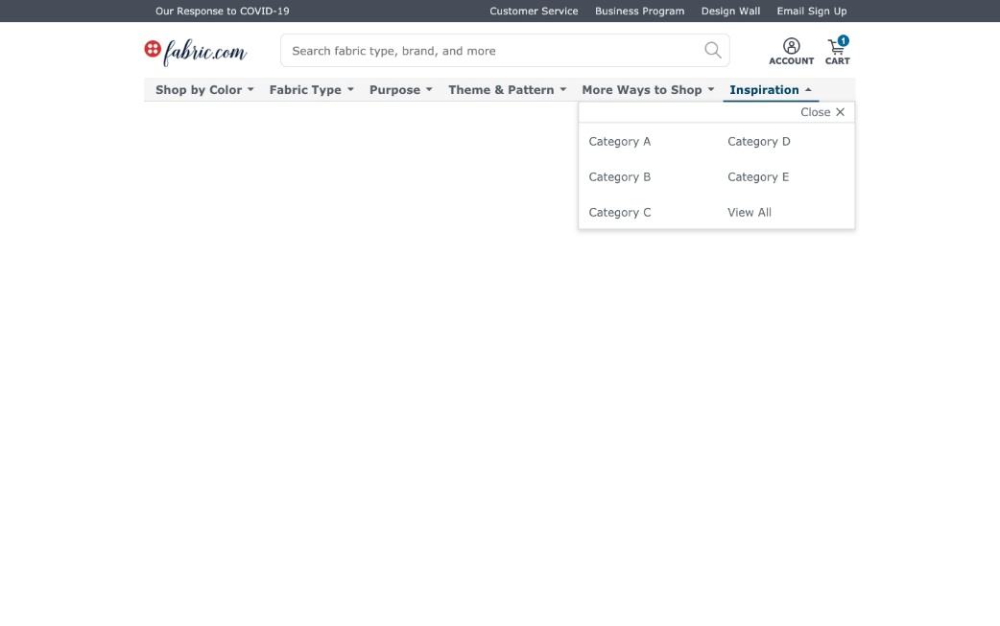 Our Response to COVID-19 Customer Service Business Program Design Wall Email Sign Up
fabric.com Search fabric type, brand, and more ACCOUNT 1 CART
Shop by Color Fabric Type Purpose Theme & Pattern More Ways to Shop Inspiration
Close
Category A Category D
Category B Category E
Category C View All